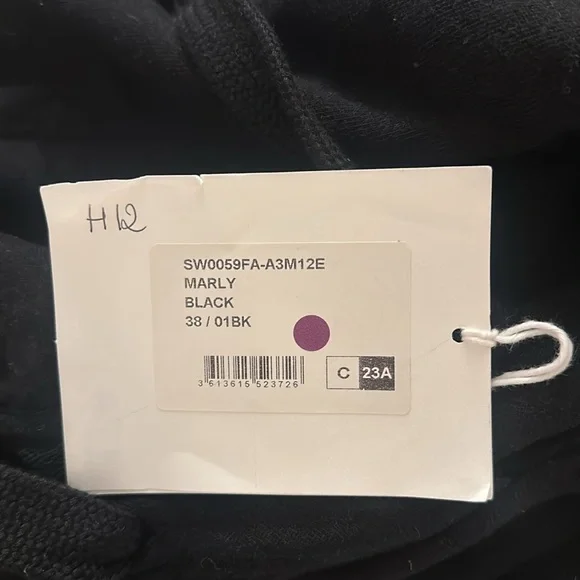 H12
SW0059FA-A3M12E
MARLY
BLACK
38 / 01BK
C 23A
3 613615 523726